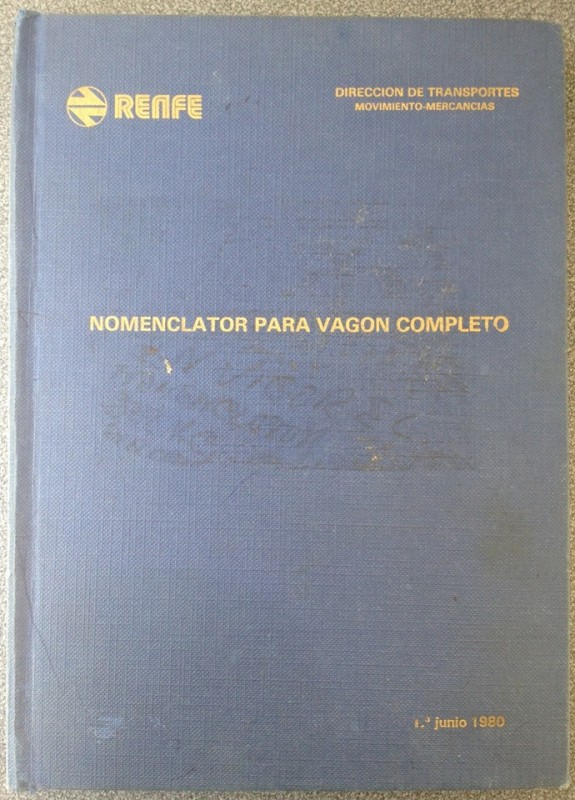 RENFE
DIRECCION DE TRANSPORTES
MOVIMIENTO-MERCANCIAS
NOMENCLATOR PARA VAGON COMPLETO
1.º junio 1980